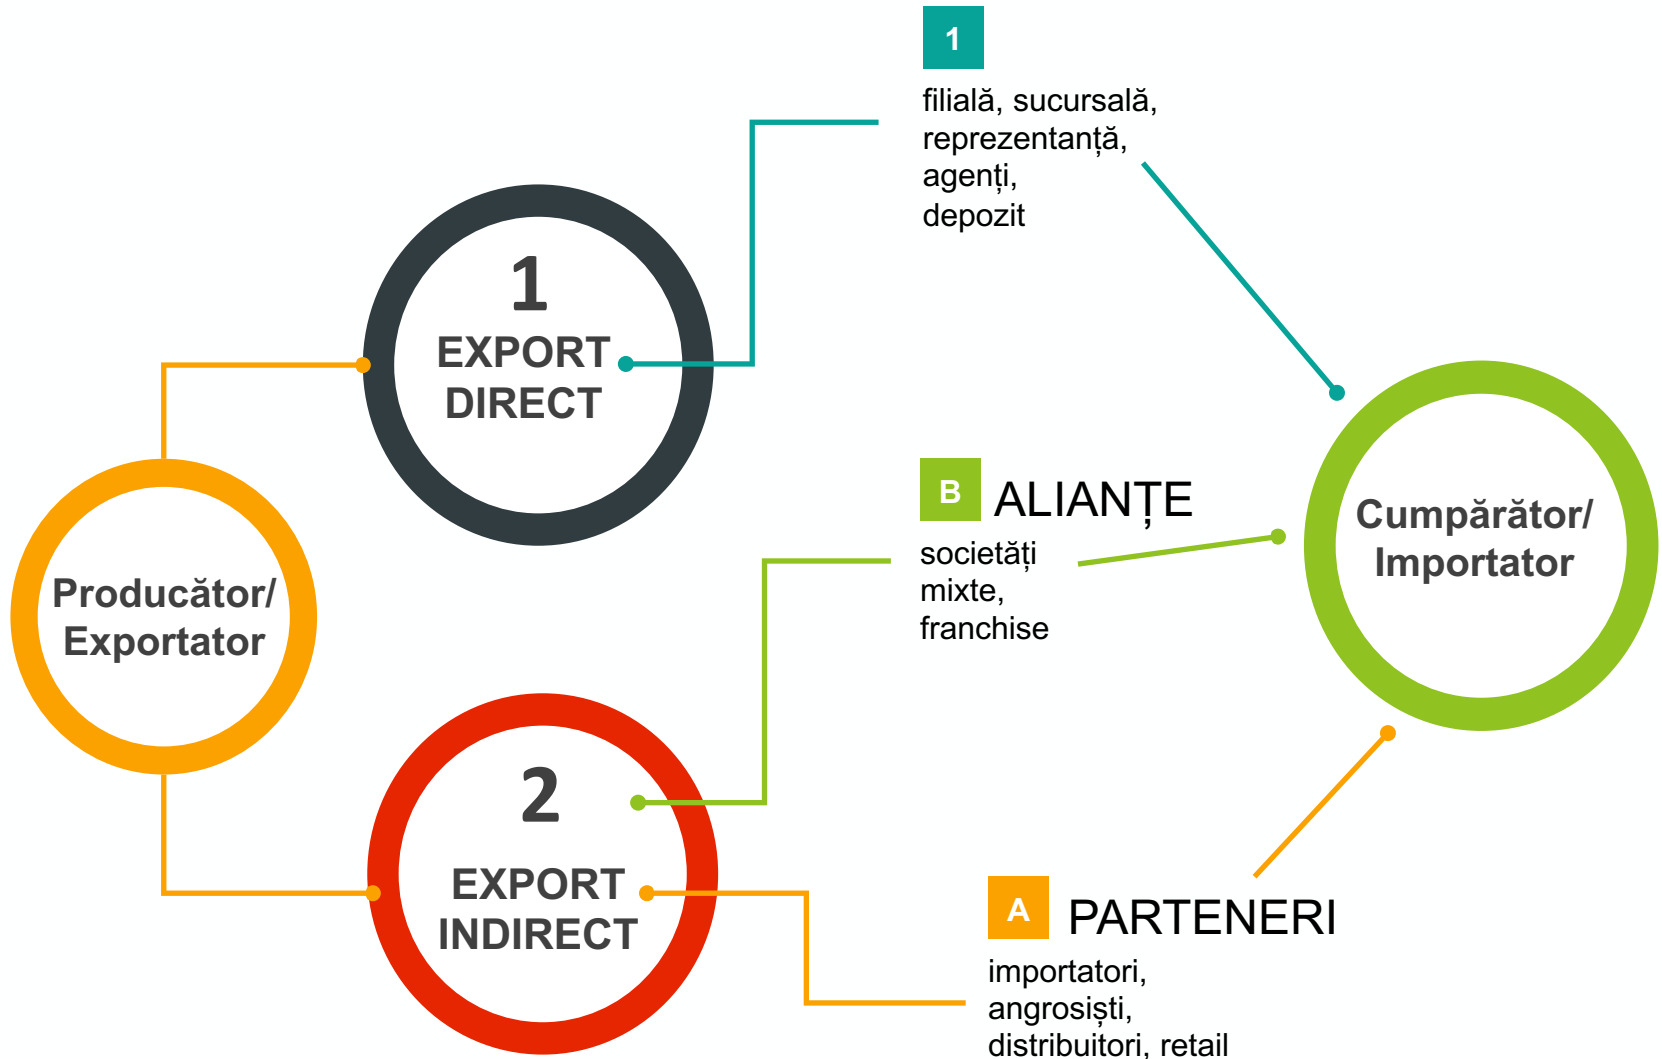 1
filială, sucursală,
reprezentanță,
agenți,
depozit
1
EXPORT
DIRECT
B ALIANȚE
societăți
mixte,
franchise
Cumpărător/
Importator
Producător/
Exportator
2
EXPORT
INDIRECT
A PARTENERI
importatori,
angrosiști,
distribuitori, retail